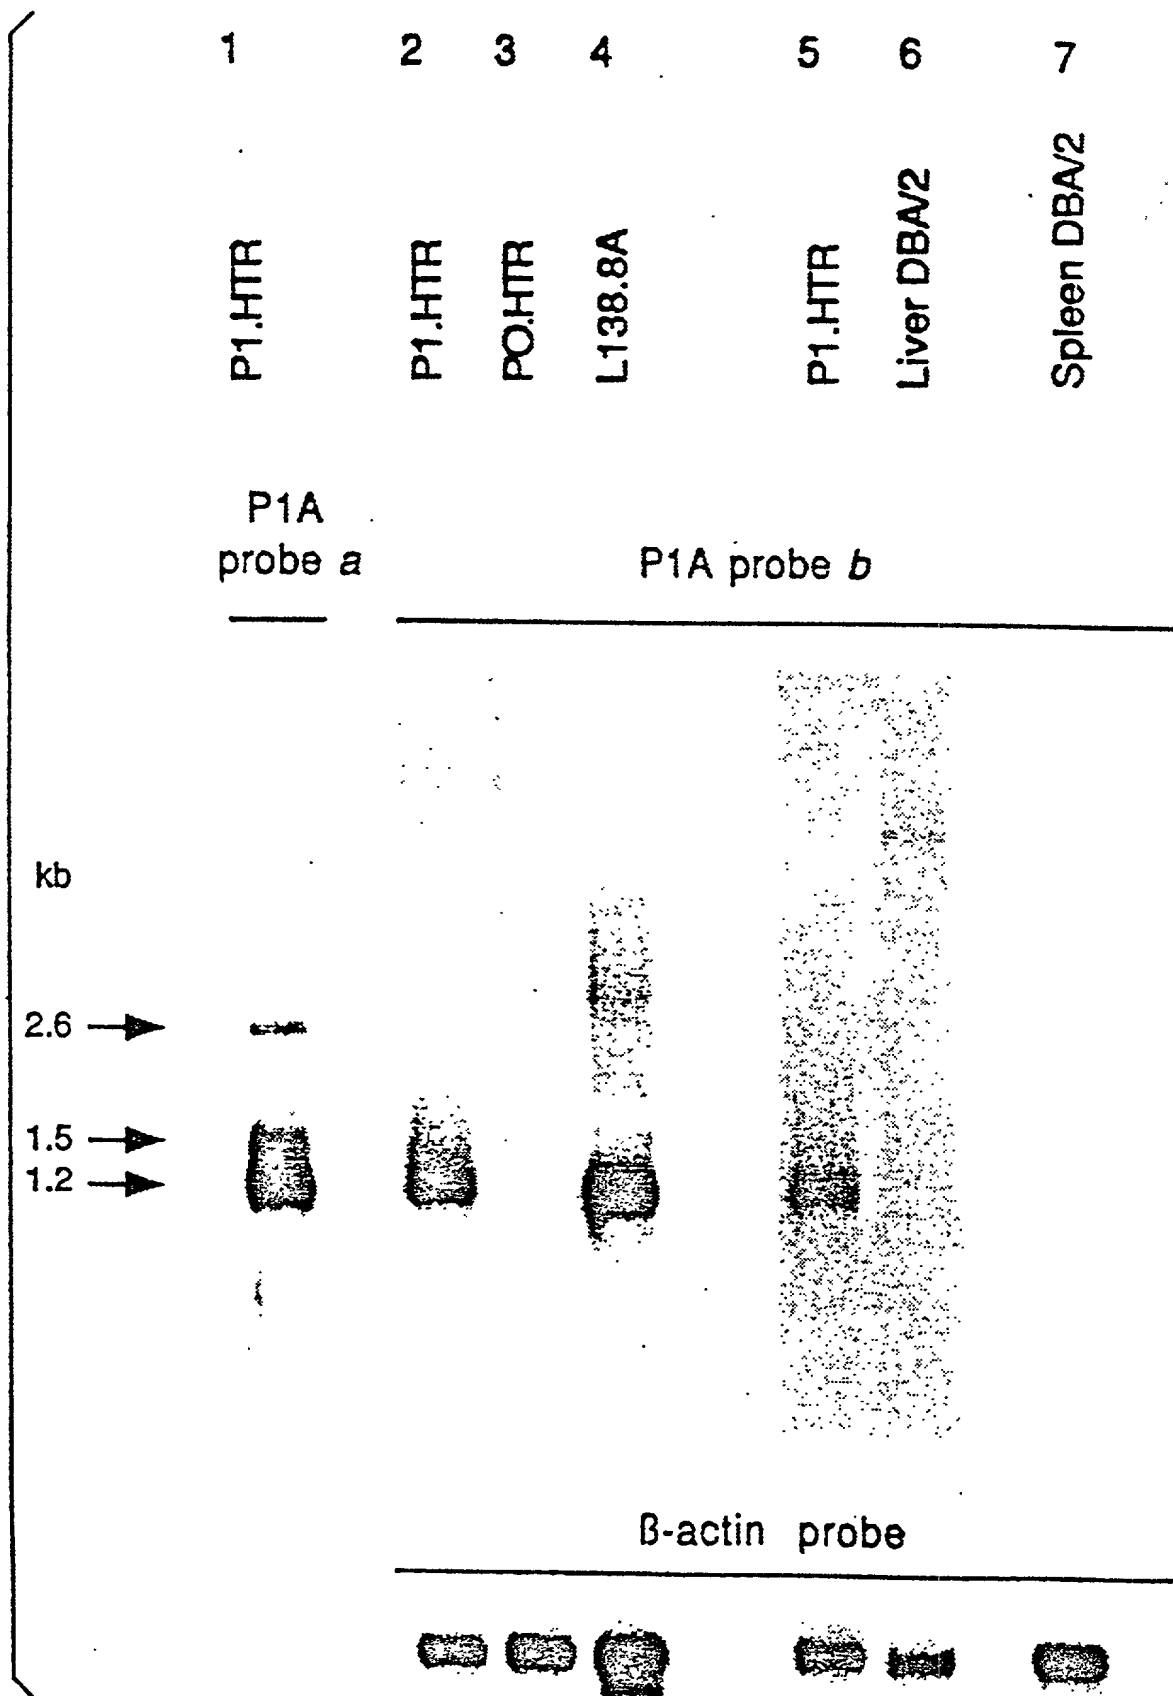 1 2 3 4 5 6 7
P1.HTR
P1.HTR
PO.HTR
L138.8A
P1.HTR
Liver DBA/2
Spleen DBA/2
P1A
probe a
P1A probe b
kb
2.6
1.5
1.2
ß-actin probe